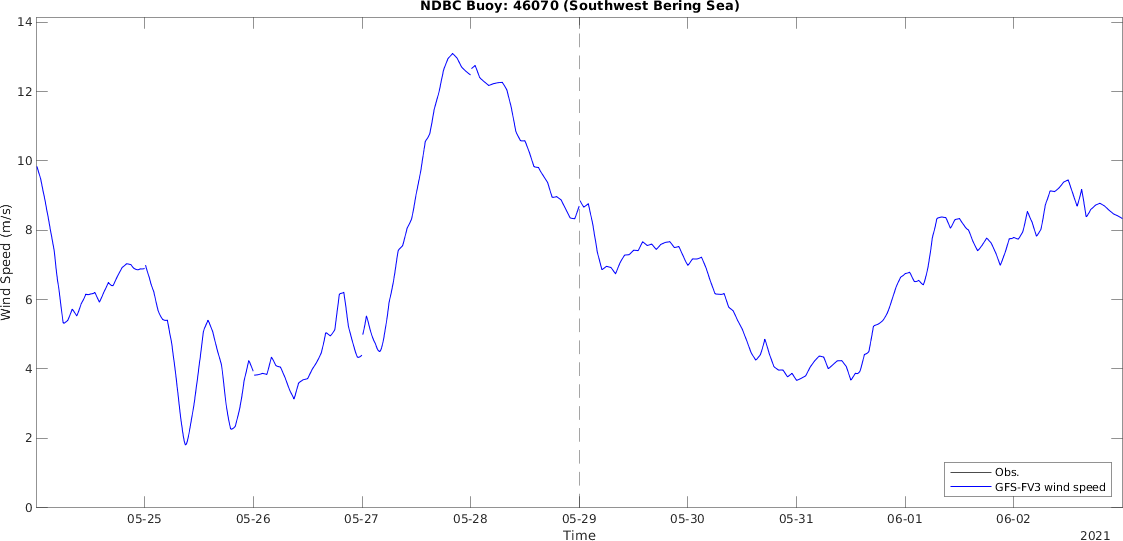 NDBC Buoy: 46070 (Southwest Bering Sea)
14
12
10
8
6
4
2
0
Wind Speed (m/s)
05-25 05-26 05-27 05-28 05-29 05-30 05-31 06-01 06-02
Time
2021
Obs.
GFS-FV3 wind speed